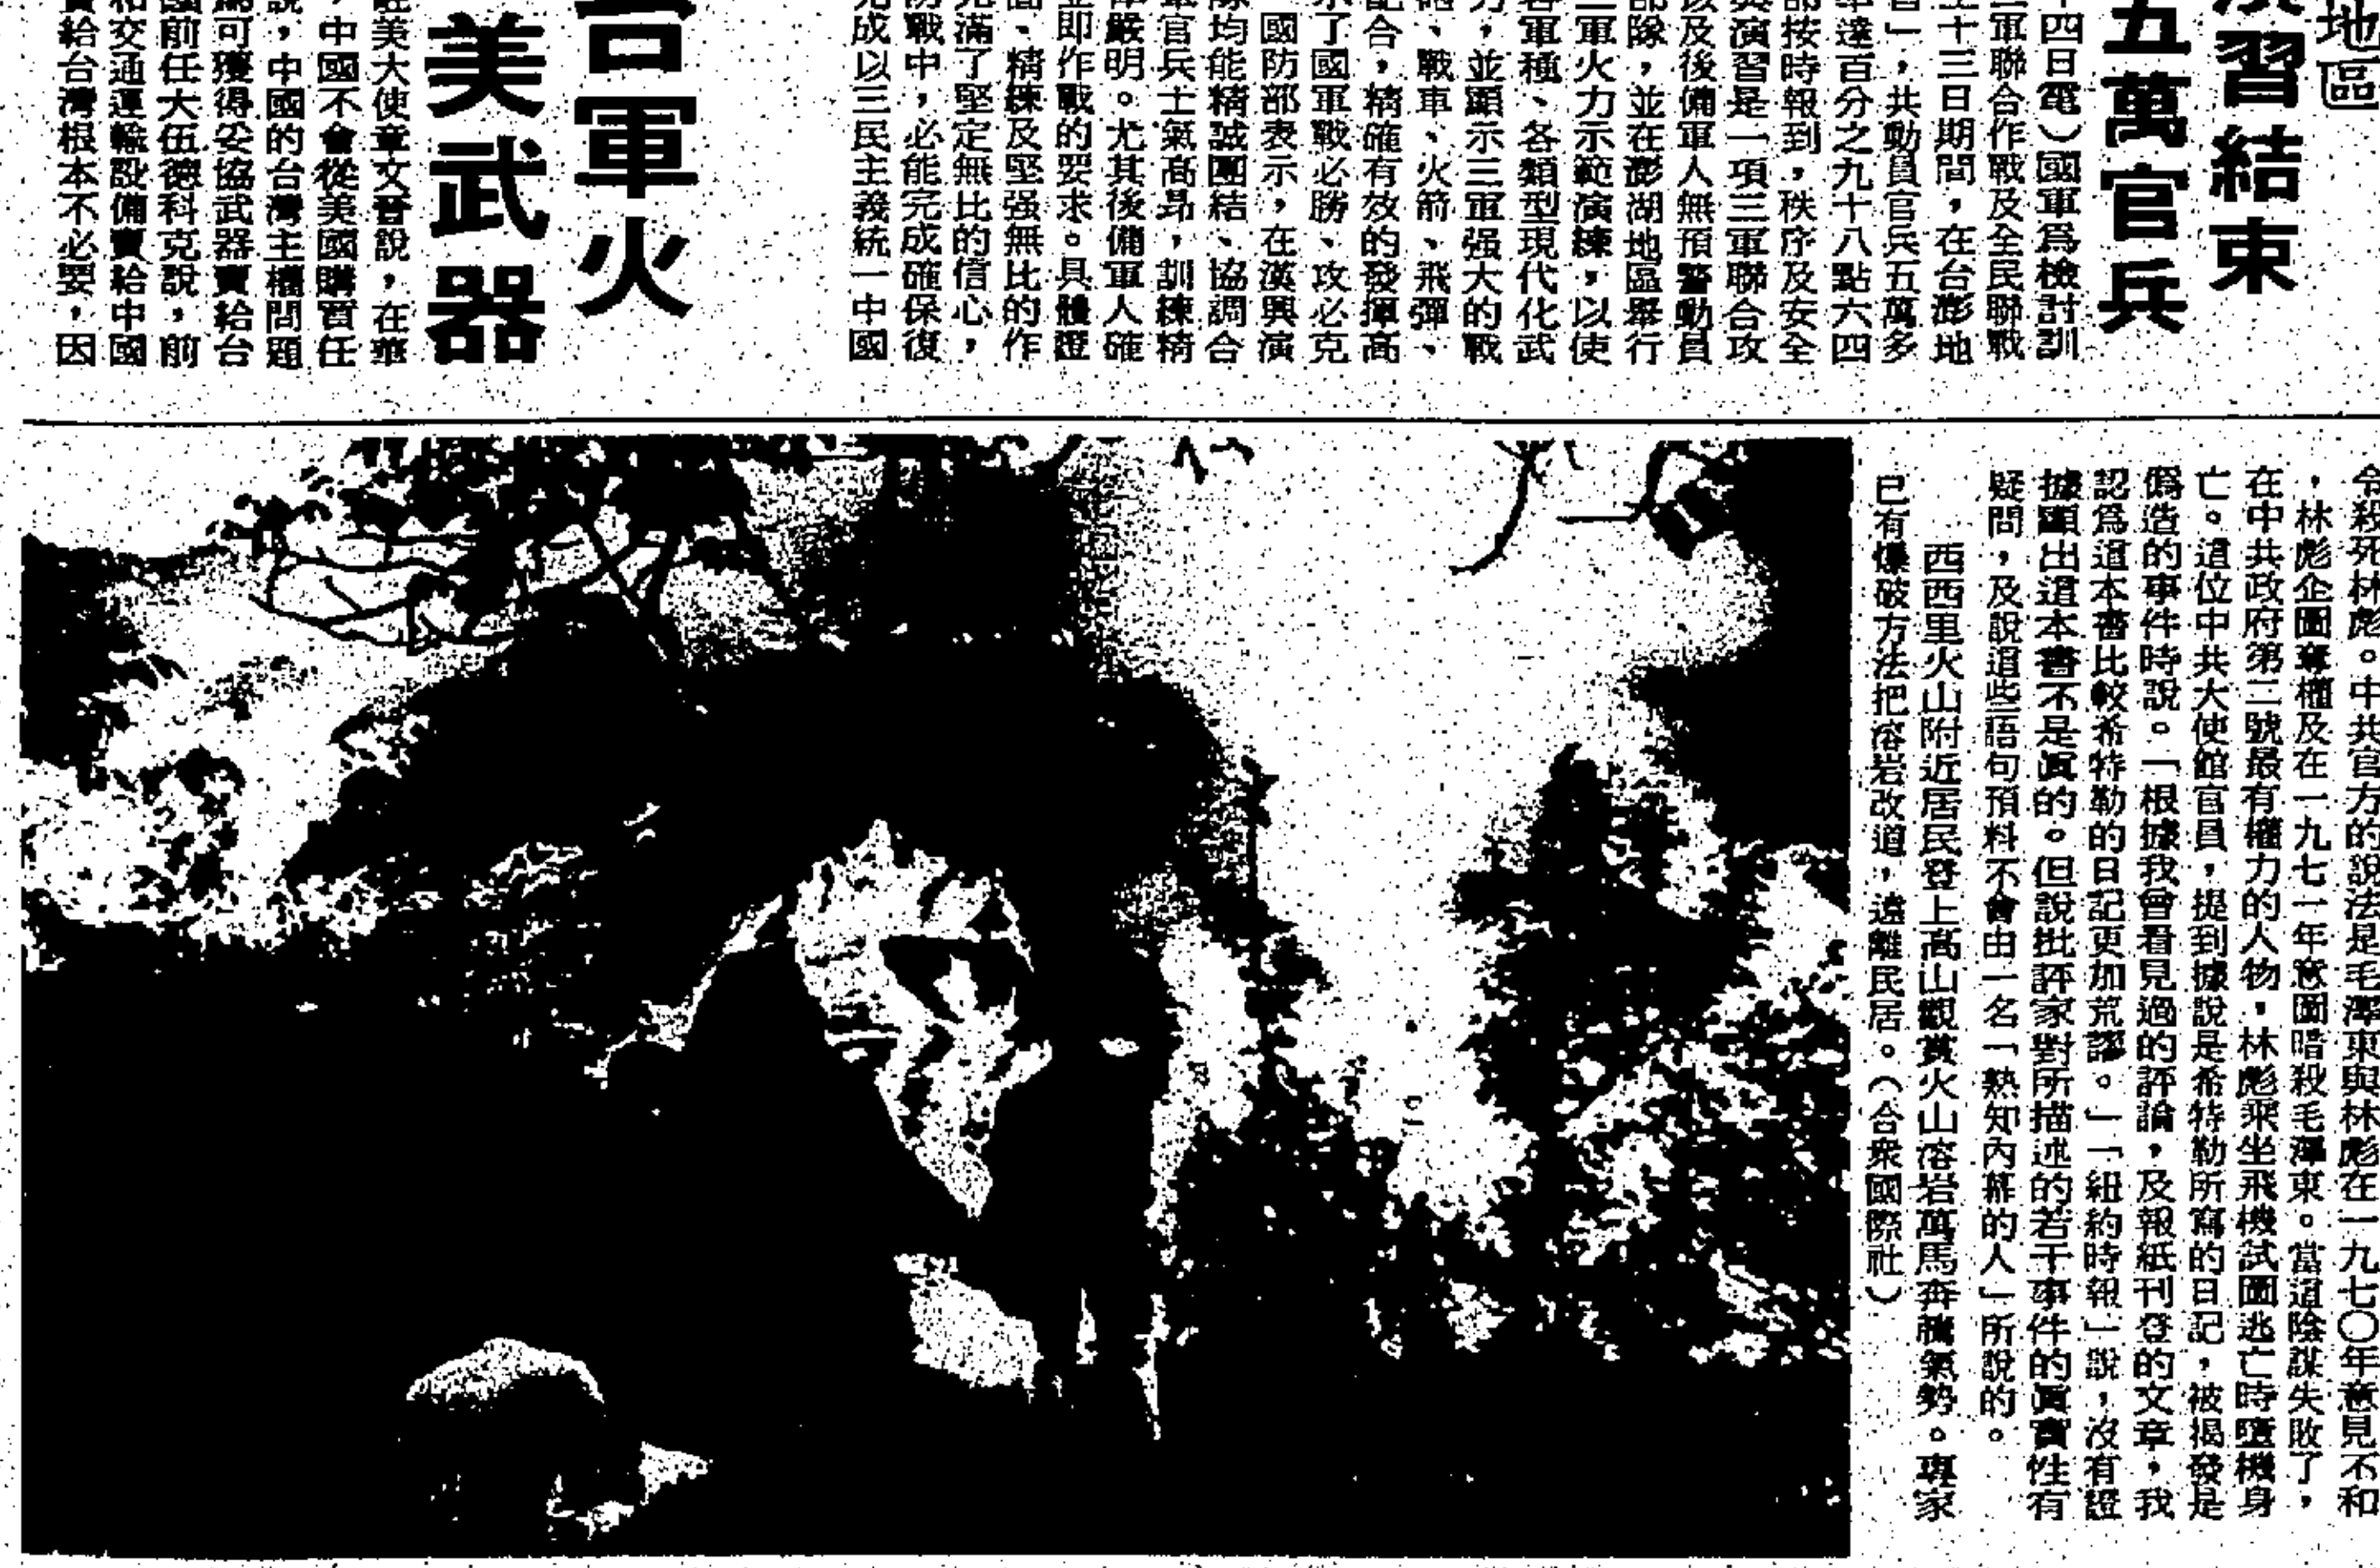 地區
演習結束
五萬官兵
十四日電）國軍爲檢討訓
三軍聯合作戰及全民聯戰
至十三日期間，在台澎地
習」，共動員官兵五萬多
率達百分之九十八點六四
部按時報到，秩序及安全
興演習是一項三軍聯合攻
該及後備軍人無預警動員
部隊，並在澎湖地區舉行
三軍火力示範演練，以使
各軍種、各類型現代化武
力，並顯示三軍强大的戰
、戰車、火箭、飛彈、
配合，精確有效的發揮高
示了國軍戰必勝、攻必克
國防部表示，在漢興演
隊均能精誠團結、協調合
軍官兵士氣高昂，訓練精
律嚴明。尤其後備軍人確
立即作戰的要求。具體證
面、精練及堅强無比的作
充滿了堅定無比的信心，
防戰中，必能完成確保復
完成以三民主義統一中國
台軍火
美武器
駐美大使章文晉說，在華
，中國不會從美國購買任
說，中國的台灣主權問題
爲可獲得妥協武器賣給台
國前任大使伍德科克說，前
和交通運輸設備賣給中國
賣給台灣根本不必要，因
令殺死林彪。中共官方的說法是毛澤東與林彪在一九七〇年意見不和
，林彪企圖奪權及在一九七一年意圖暗殺毛澤東。當這陰謀失敗了，
在中共政府第二號最有權力的人物，林彪乘坐飛機試圖逃亡時墮機身
亡。這位中共大使館官員，提到據說是希特勒所寫的日記，被揭發是
僞造的事件時說。「根據我曾看見過的評論，及報紙刊登的文章，我
認爲這本書比較希特勒的日記更加荒謬。」「紐約時報」說，沒有證
據顯出這本書不是眞的。但說批評家對所描述的若干事件的眞實性有
疑問，及說這些語句預料不會由一名「熟知內幕的人」所說的。
西西里火山附近居民登上高山觀賞火山溶岩萬馬奔騰氣勢。專家
已有爆破方法把溶岩改道，遠離民居。（合衆國際社）